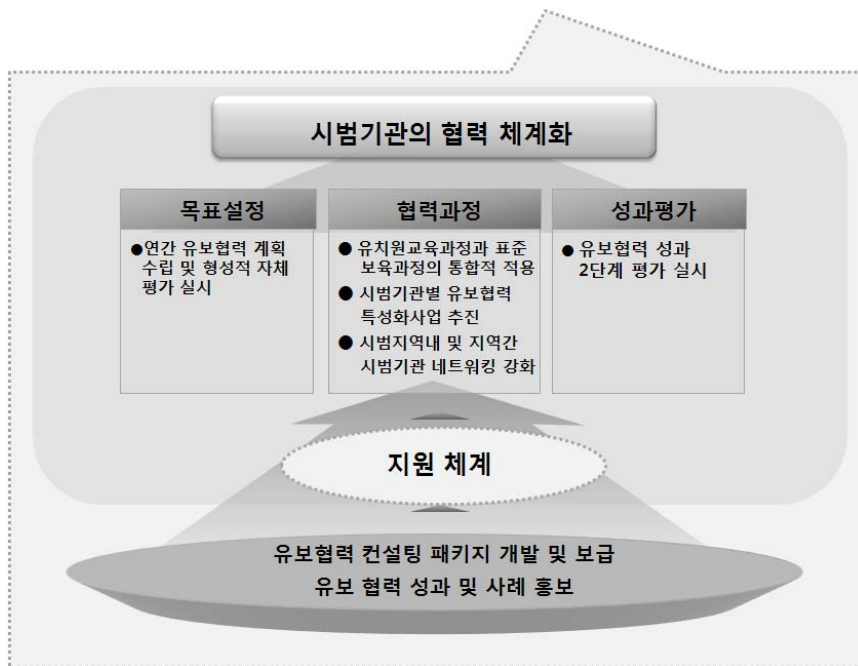 시범기관의 협력 체계화
목표설정
●연간 유보협력 계획
수립 및 형성적 자체
평가 실시
협력과정
● 유치원교육과정과 표준
보육과정의 통합적 적용
● 시범기관별 유보협력
특성화사업 추진
● 시범지역내 및 지역간
시범기관 네트워킹 강화
성과평가
● 유보협력 성과
2단계 평가 실시
지원 체계
유보협력 컨설팅 패키지 개발 및 보급
유보 협력 성과 및 사례 홍보